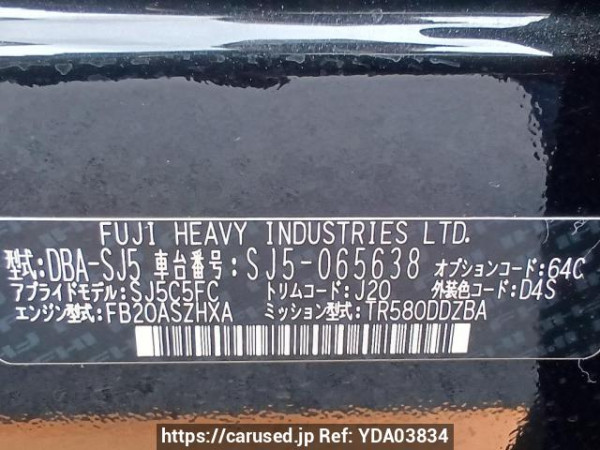 FUJI HEAVY INDUSTRIES LTD.
型式:DBA-SJ5 車台番号:SJ5-065638 オプションコード:64C
アプライドモデル:SJ5C5FC トリムコード:J20 外装色コード:D4S
エンジン型式:FB20ASZHXA ミッション型式:TR580DDZBA
https://carused.jp Ref: YDA03834